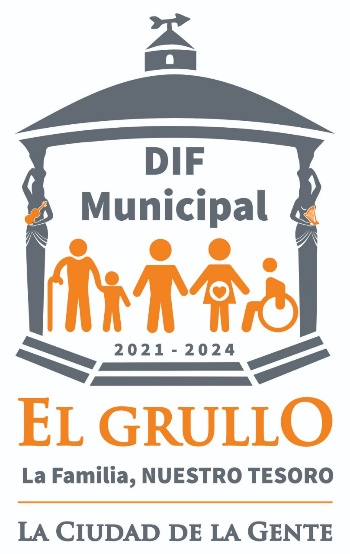 DIF
Municipal
2021 - 2024
EL GRULLO
La Familia, NUESTRO TESORO
LA CIUDAD DE LA GENTE